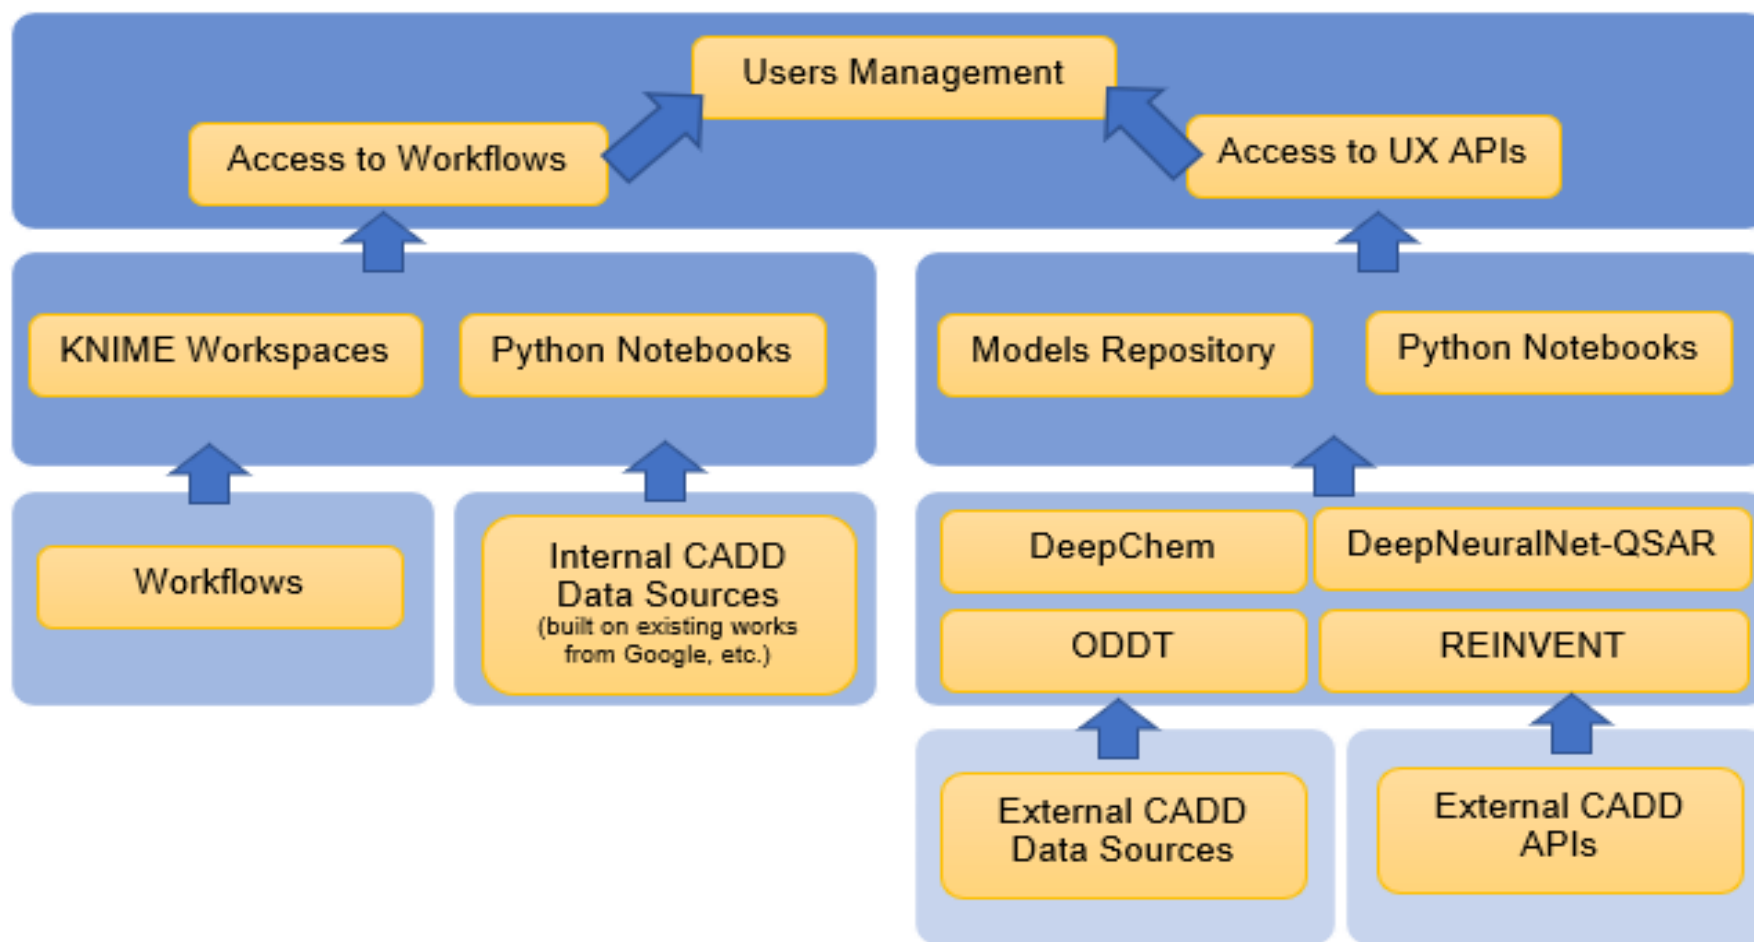 Users Management
Access to Workflows
Access to UX APIs
KNIME Workspaces
Python Notebooks
Models Repository
Python Notebooks
Workflows
Internal CADD
Data Sources
(built on existing works
from Google, etc.)
DeepChem
DeepNeuralNet-QSAR
ODDT
REINVENT
External CADD
Data Sources
External CADD
APIs